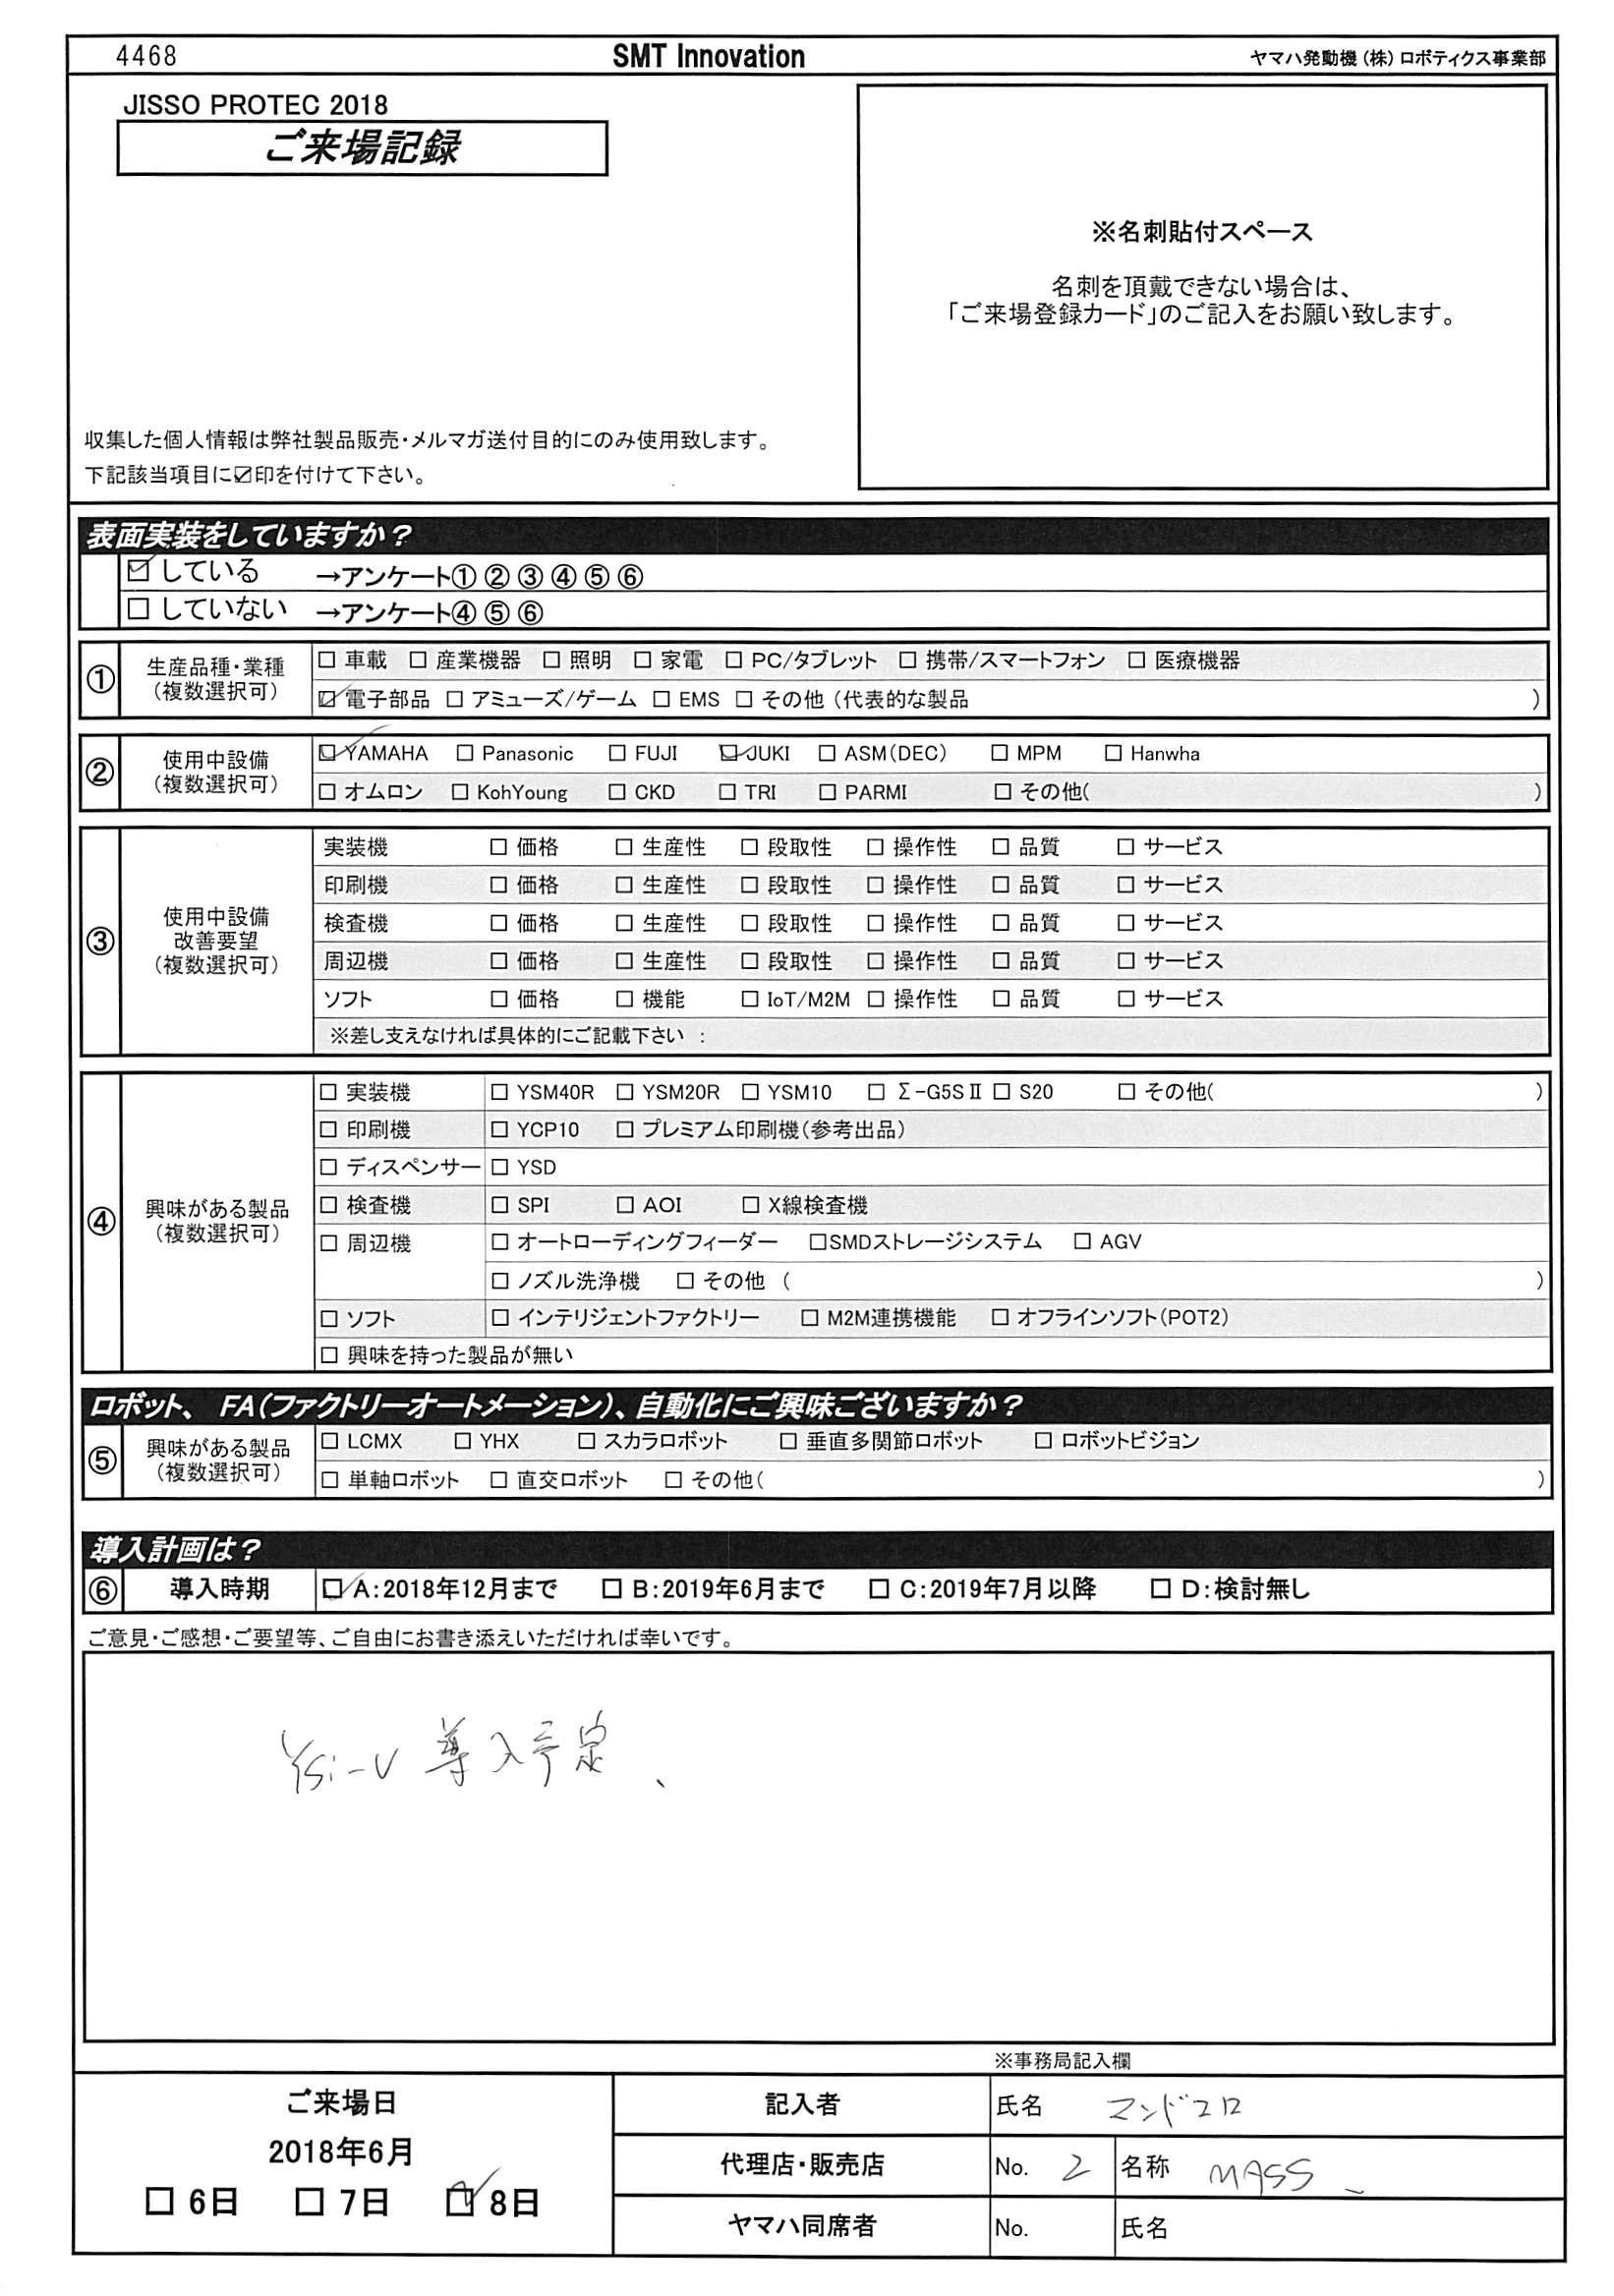 4468 SMT Innovation ヤマハ発動機（株）ロボティクス事業部
JISSO PROTEC 2018
ご来場記録
※名刺貼付スペース
名刺を頂戴できない場合は、
「ご来場登録カード」のご記入をお願い致します。
収集した個人情報は弊社製品販売・メルマガ送付目的にのみ使用致します。
下記該当項目に☑印を付けて下さい。
表面実装をしていますか？
☑ している →アンケート①②③④⑤⑥
☐ していない →アンケート④⑤⑥
① 生産品種・業種（複数選択可）
☐ 車載 ☐ 産業機器 ☐ 照明 ☐ 家電 ☐ PC/タブレット ☐ 携帯/スマートフォン ☐ 医療機器
☑ 電子部品 ☐ アミューズ/ゲーム ☐ EMS ☐ その他（代表的な製品 ）
② 使用中設備（複数選択可）
☑ YAMAHA ☐ Panasonic ☐ FUJI ☑ JUKI ☐ ASM(DEC) ☐ MPM ☐ Hanwha
☐ オムロン ☐ KohYoung ☐ CKD ☐ TRI ☐ PARMI ☐ その他( )
③ 使用中設備改善要望（複数選択可）
実装機 ☐ 価格 ☐ 生産性 ☐ 段取性 ☐ 操作性 ☐ 品質 ☐ サービス
印刷機 ☐ 価格 ☐ 生産性 ☐ 段取性 ☐ 操作性 ☐ 品質 ☐ サービス
検査機 ☐ 価格 ☐ 生産性 ☐ 段取性 ☐ 操作性 ☐ 品質 ☐ サービス
周辺機 ☐ 価格 ☐ 生産性 ☐ 段取性 ☐ 操作性 ☐ 品質 ☐ サービス
ソフト ☐ 価格 ☐ 機能 ☐ IoT/M2M ☐ 操作性 ☐ 品質 ☐ サービス
※差し支えなければ具体的にご記載下さい ：
④ 興味がある製品（複数選択可）
☐ 実装機 ☐ YSM40R ☐ YSM20R ☐ YSM10 ☐ Σ-G5SⅡ ☐ S20 ☐ その他( )
☐ 印刷機 ☐ YCP10 ☐ プレミアム印刷機(参考出品)
☐ ディスペンサー ☐ YSD
☐ 検査機 ☐ SPI ☐ AOI ☐ X線検査機
☐ 周辺機 ☐ オートローディングフィーダー ☐SMDストレージシステム ☐ AGV
☐ ノズル洗浄機 ☐ その他 ( )
☐ ソフト ☐ インテリジェントファクトリー ☐ M2M連携機能 ☐ オフラインソフト(POT2)
☐ 興味を持った製品が無い
ロボット、 FA(ファクトリーオートメーション)、自動化にご興味ございますか？
⑤ 興味がある製品（複数選択可）
☐ LCMX ☐ YHX ☐ スカラロボット ☐ 垂直多関節ロボット ☐ ロボットビジョン
☐ 単軸ロボット ☐ 直交ロボット ☐ その他( )
導入計画は？
⑥ 導入時期 ☑ A:2018年12月まで ☐ B:2019年6月まで ☐ C:2019年7月以降 ☐ D:検討無し
ご意見・ご感想・ご要望等、ご自由にお書き添えいただければ幸いです。
YSi-V 導入予定、
※事務局記入欄
ご来場日
2018年6月
☐ 6日 ☐ 7日 ☑ 8日
記入者 氏名 マンドコロ
代理店・販売店 No. 2 名称 MASS
ヤマハ同席者 No. 氏名